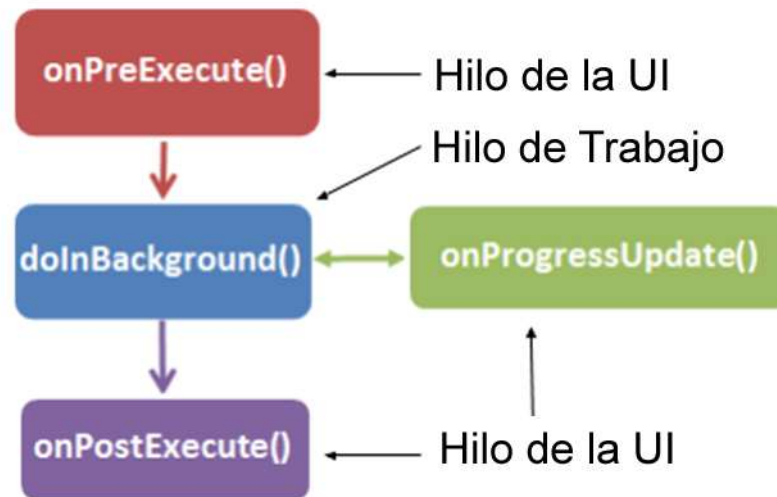 onPreExecute()
Hilo de la UI
Hilo de Trabajo
doInBackground()
onProgressUpdate()
onPostExecute()
Hilo de la UI